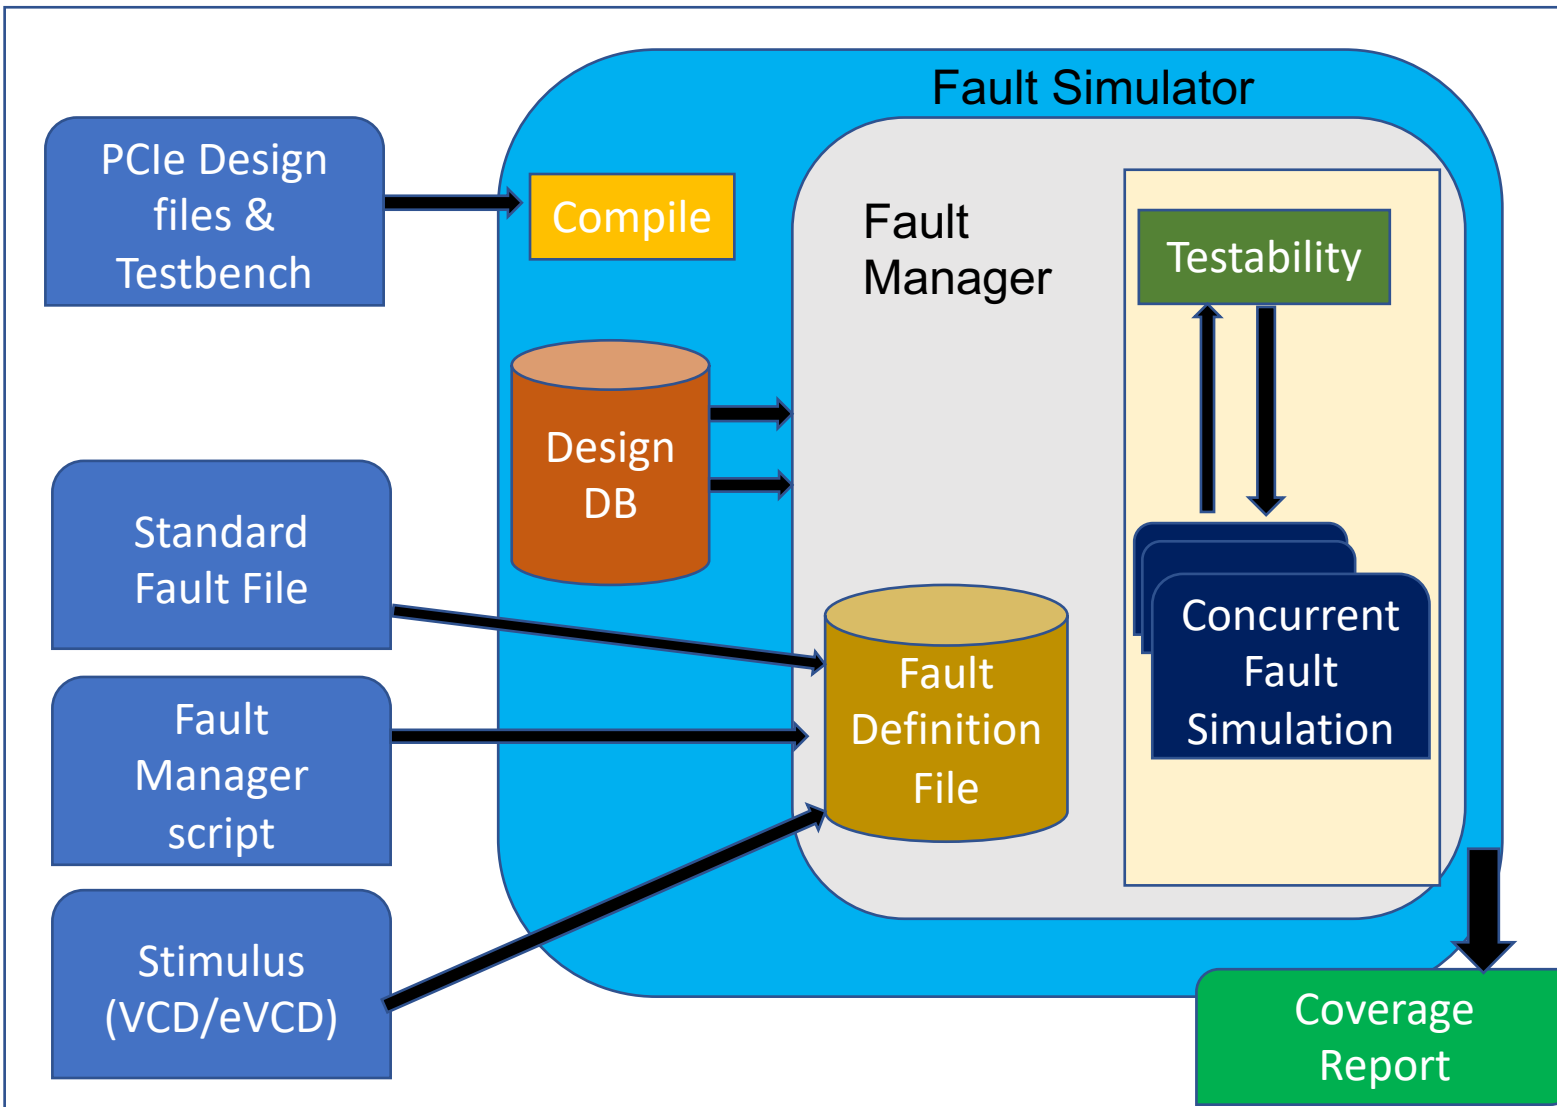 Fault Simulator
PCIe Design
files &
Testbench
Compile
Fault
Manager
Testability
Design
DB
Standard
Fault File
Fault
Definition
File
Concurrent
Fault
Simulation
Fault
Manager
script
Stimulus
(VCD/eVCD)
Coverage
Report